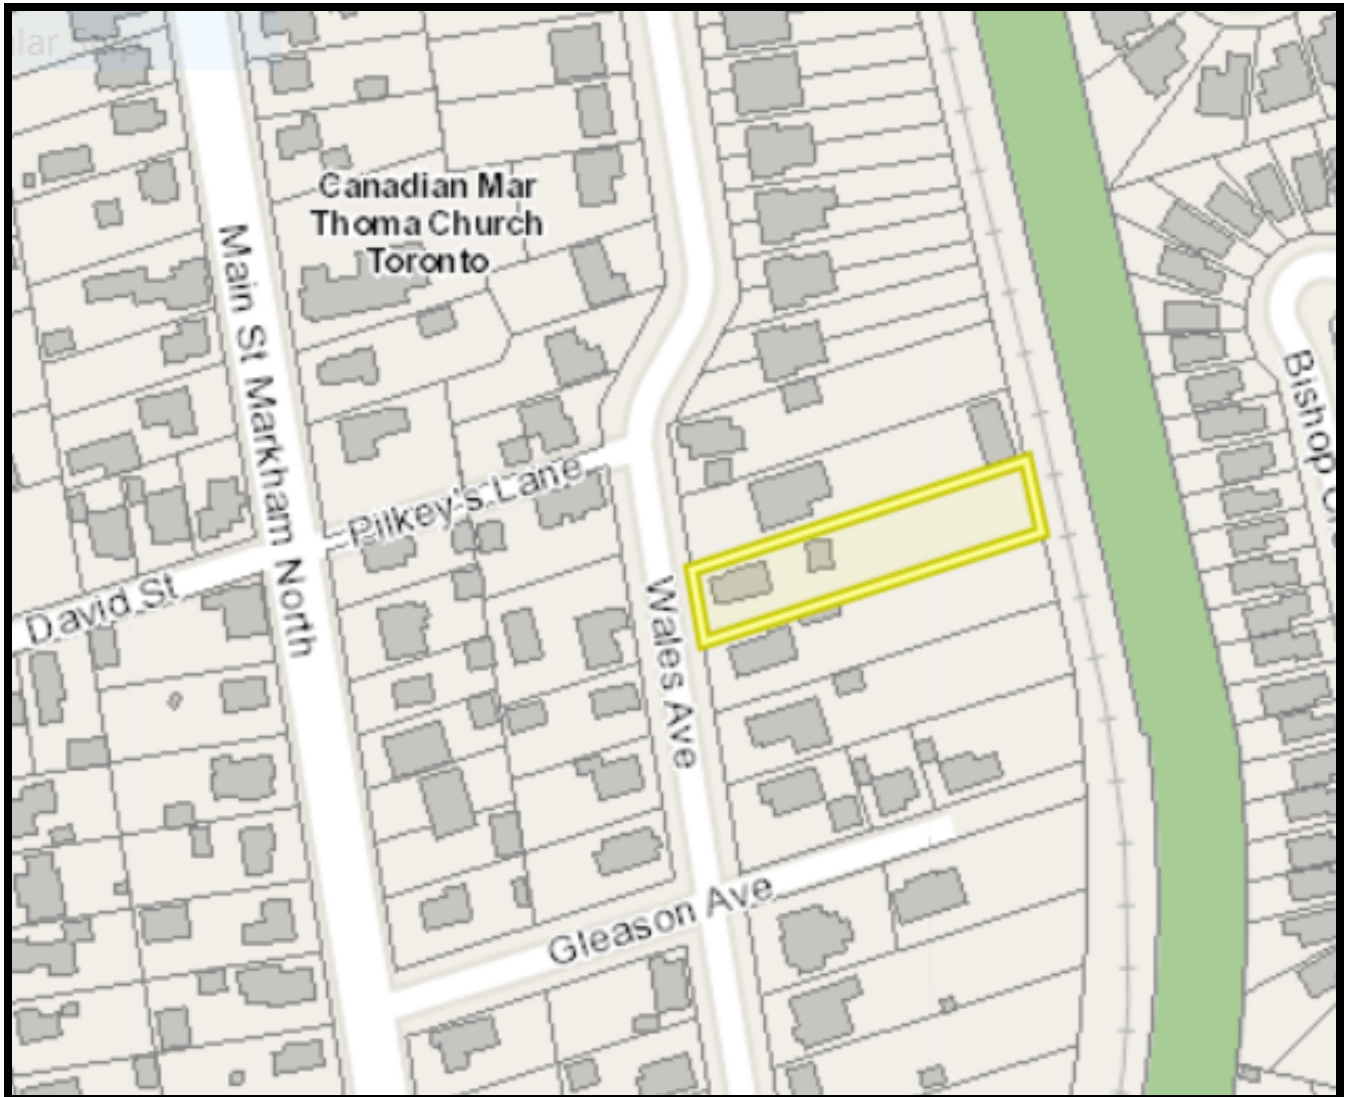 Canadian Mar
Thoma Church
Toronto
Main St Markham North
Pilkey's Lane
David St
Wales Ave
Gleason Ave
Bishop